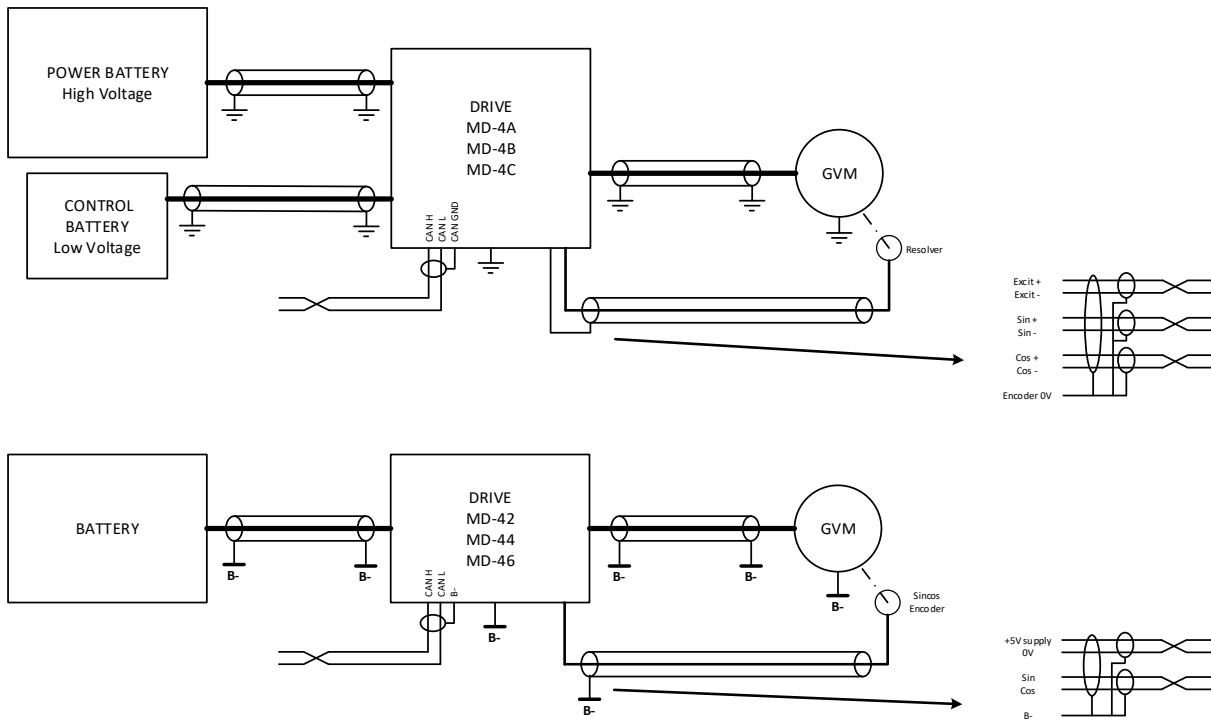 POWER BATTERY
High Voltage
CONTROL
BATTERY
Low Voltage
DRIVE
MD-4A
MD-4B
MD-4C
CAN H
CAN L
CAN GND
GVM
Resolver
Excit +
Excit -
Sin +
Sin -
Cos +
Cos -
Encoder 0V
BATTERY
B-
B-
DRIVE
MD-42
MD-44
MD-46
CAN H
CAN L
B-
B-
B-
B-
GVM
B-
Sincos
Encoder
B-
+5V supply
0V
Sin
Cos
B-